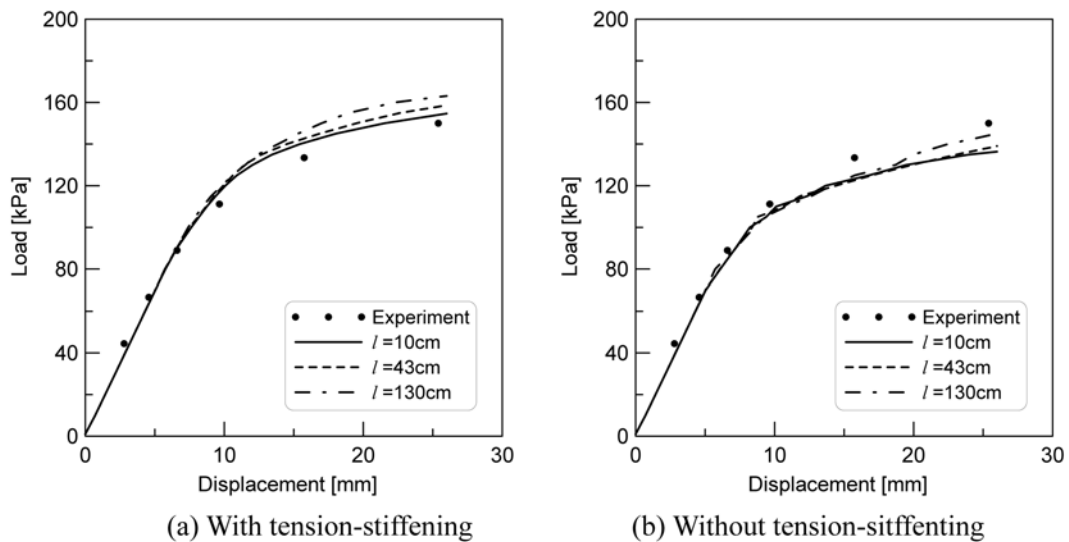 200
160
120
80
40
0
Load [kPa]
Experiment
l =10cm
l =43cm
l =130cm
0 10 20 30
Displacement [mm]
(a) With tension-stiffening
200
160
120
80
40
0
Load [kPa]
Experiment
l =10cm
l =43cm
l =130cm
0 10 20 30
Displacement [mm]
(b) Without tension-sitffenting